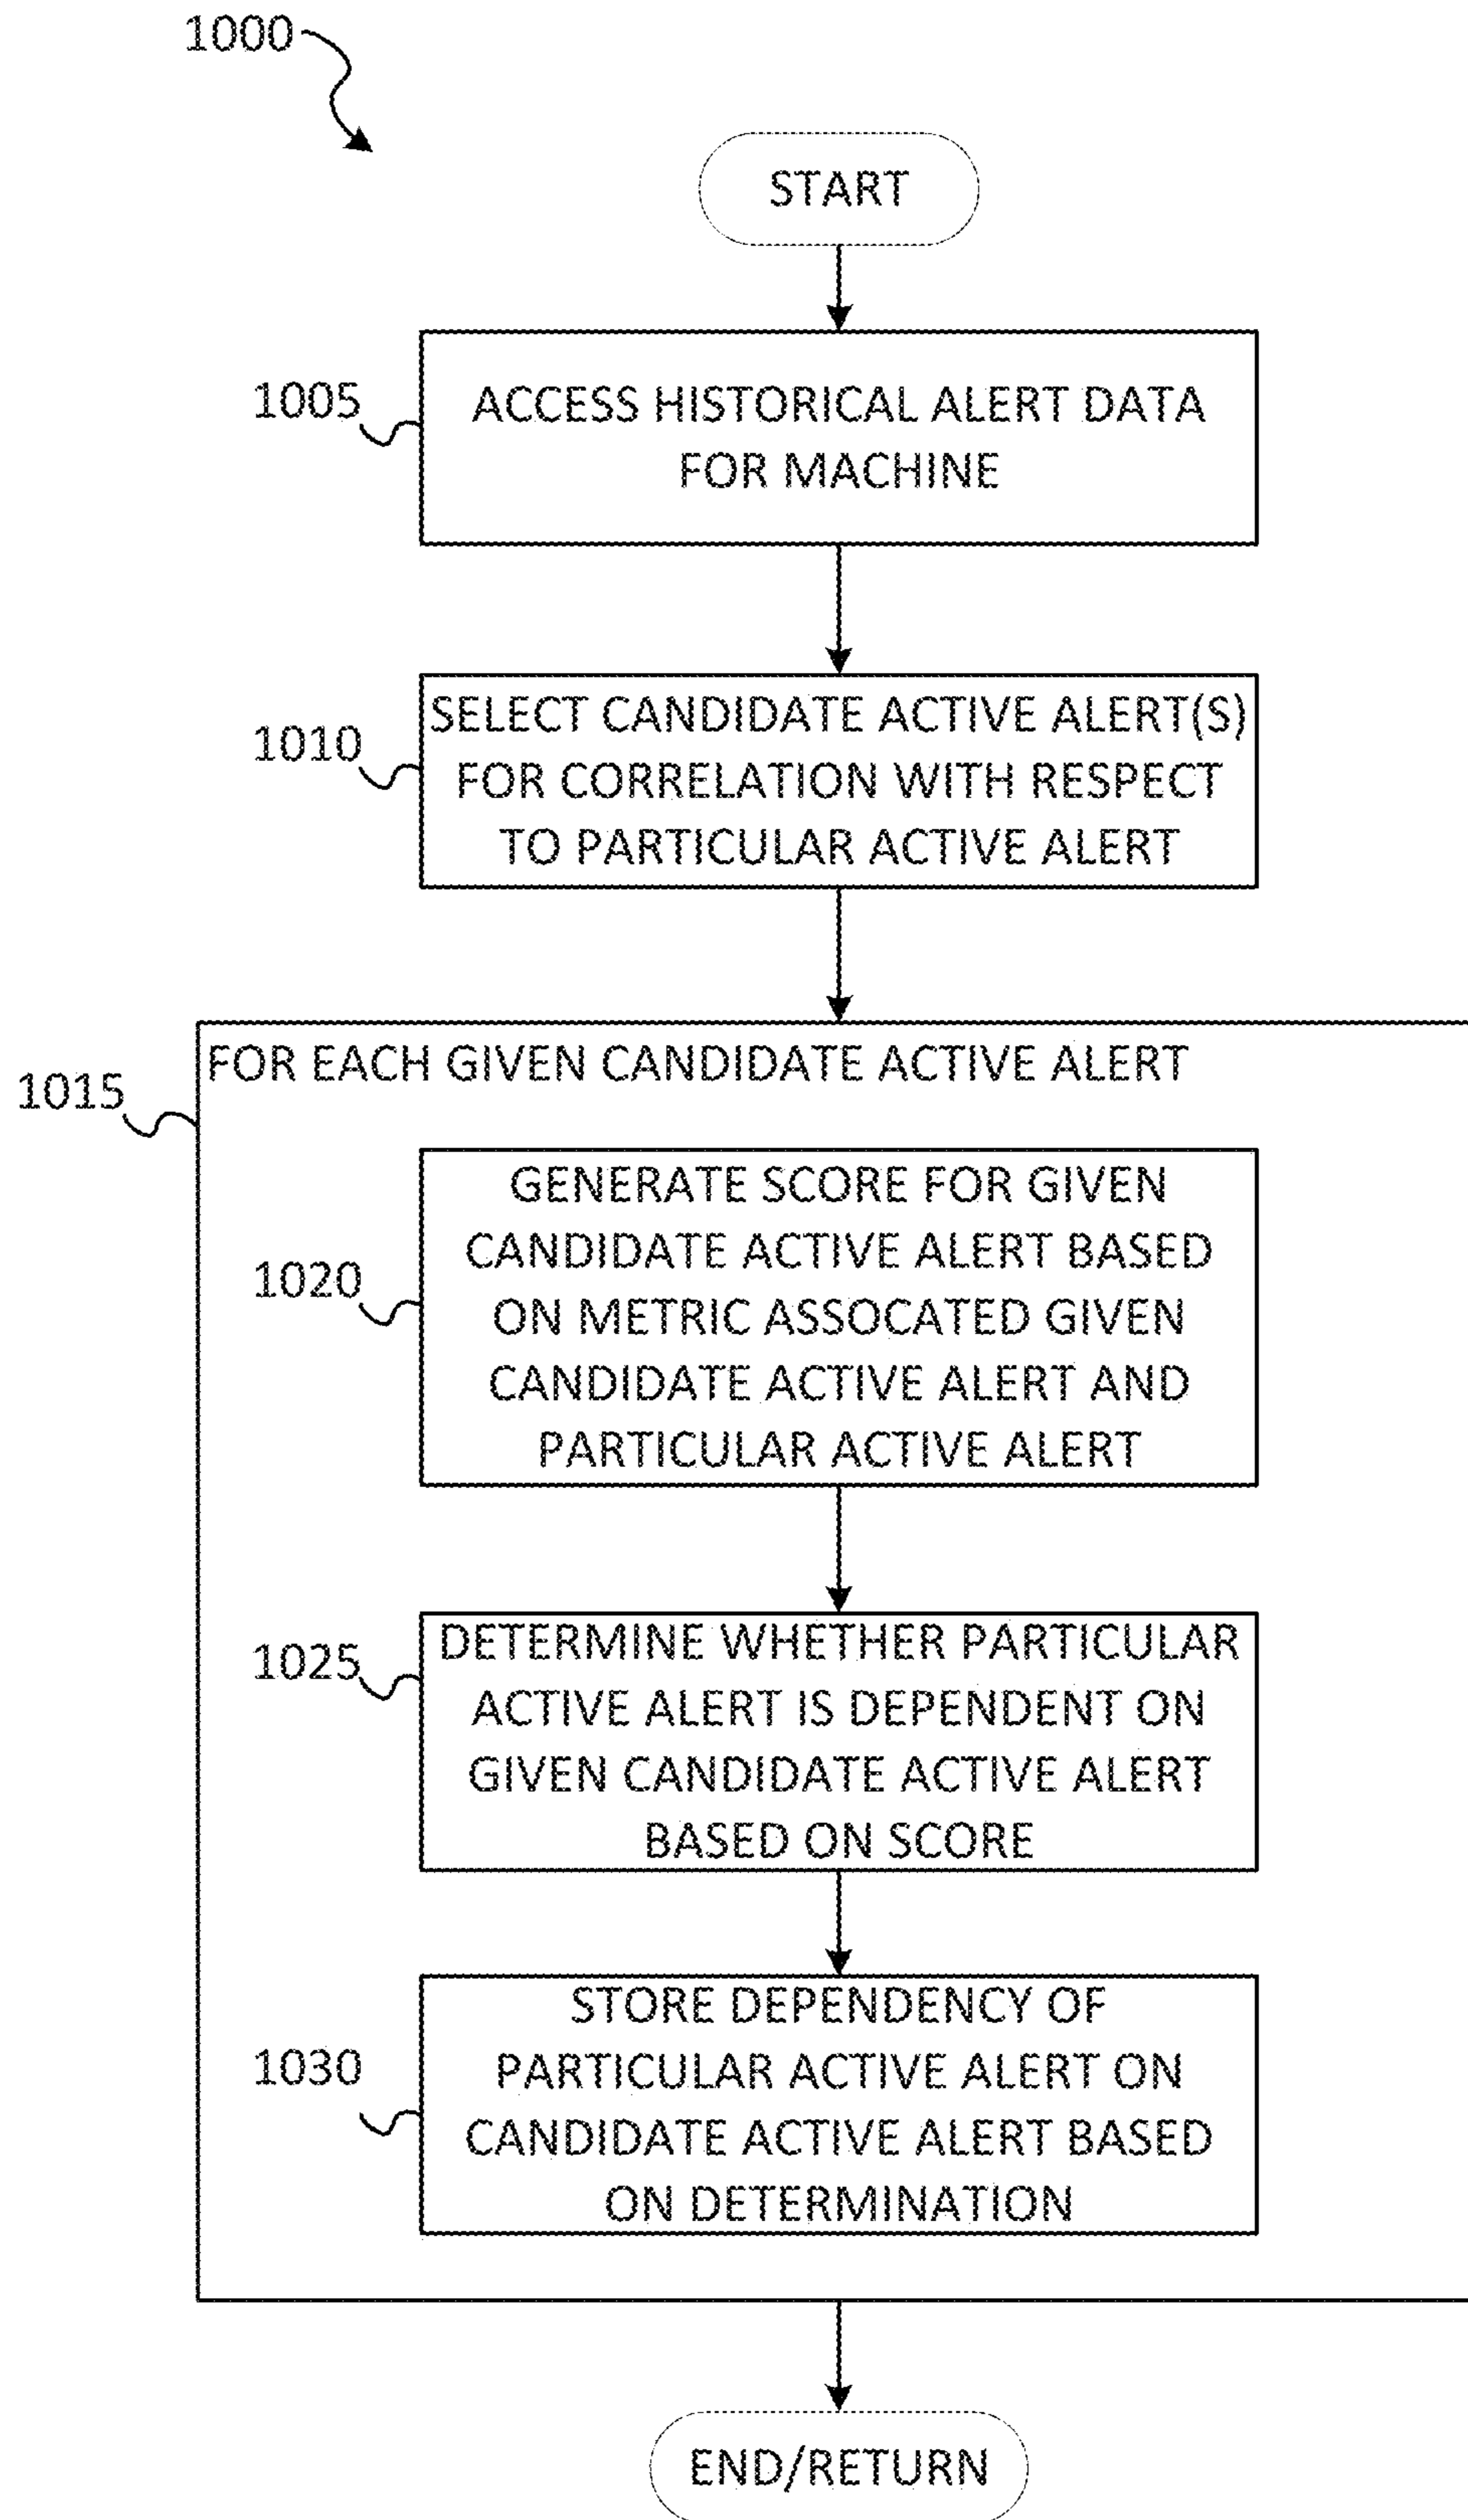 1000
START
1005
ACCESS HISTORICAL ALERT DATA
FOR MACHINE
1010
SELECT CANDIDATE ACTIVE ALERT(S)
FOR CORRELATION WITH RESPECT
TO PARTICULAR ACTIVE ALERT
1015
FOR EACH GIVEN CANDIDATE ACTIVE ALERT
1020
GENERATE SCORE FOR GIVEN
CANDIDATE ACTIVE ALERT BASED
ON METRIC ASSOCATED GIVEN
CANDIDATE ACTIVE ALERT AND
PARTICULAR ACTIVE ALERT
1025
DETERMINE WHETHER PARTICULAR
ACTIVE ALERT IS DEPENDENT ON
GIVEN CANDIDATE ACTIVE ALERT
BASED ON SCORE
1030
STORE DEPENDENCY OF
PARTICULAR ACTIVE ALERT ON
CANDIDATE ACTIVE ALERT BASED
ON DETERMINATION
END/RETURN